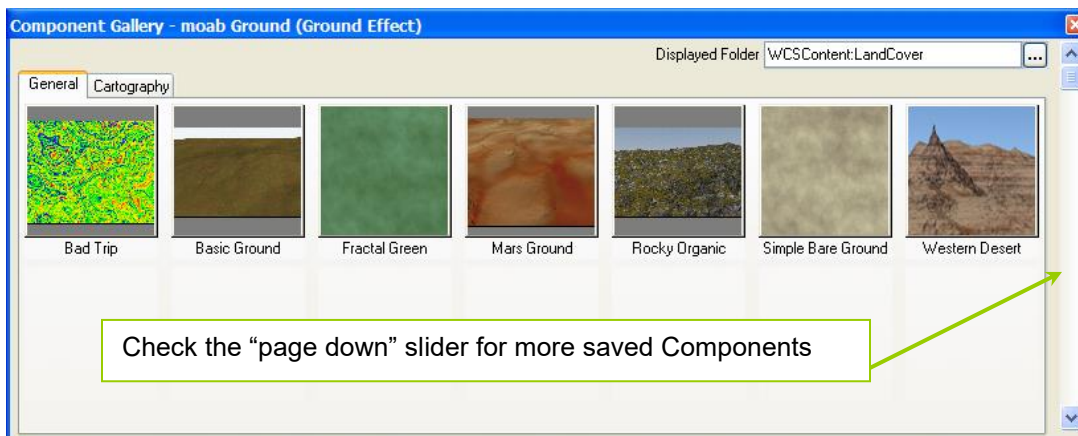 Component Gallery - moab Ground (Ground Effect)
Displayed Folder WCSContent:LandCover ...
General Cartography
Bad Trip Basic Ground Fractal Green Mars Ground Rocky Organic Simple Bare Ground Western Desert
Check the “page down” slider for more saved Components